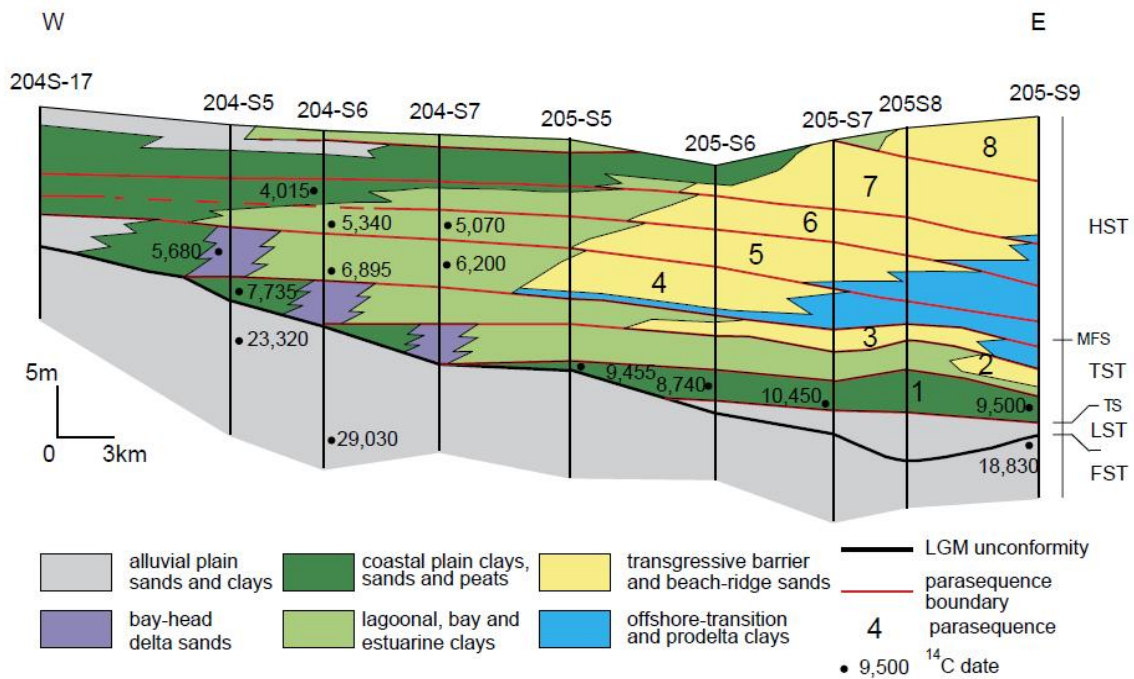 W
E
204S-17
204-S5
204-S6
204-S7
205-S5
205-S6
205-S7
205S8
205-S9
8
7
4,015
6
5,340
5,070
HST
5,680
5
6,895
6,200
4
7,735
3
MFS
23,320
2
TST
5m
9,455
8,740
10,450
1
9,500
TS
LST
0
3km
29,030
18,830
FST
alluvial plain
sands and clays
coastal plain clays,
sands and peats
transgressive barrier
and beach-ridge sands
LGM unconformity
parasequence
boundary
bay-head
delta sands
lagoonal, bay and
estuarine clays
offshore-transition
and prodelta clays
4 parasequence
9,500 14C date